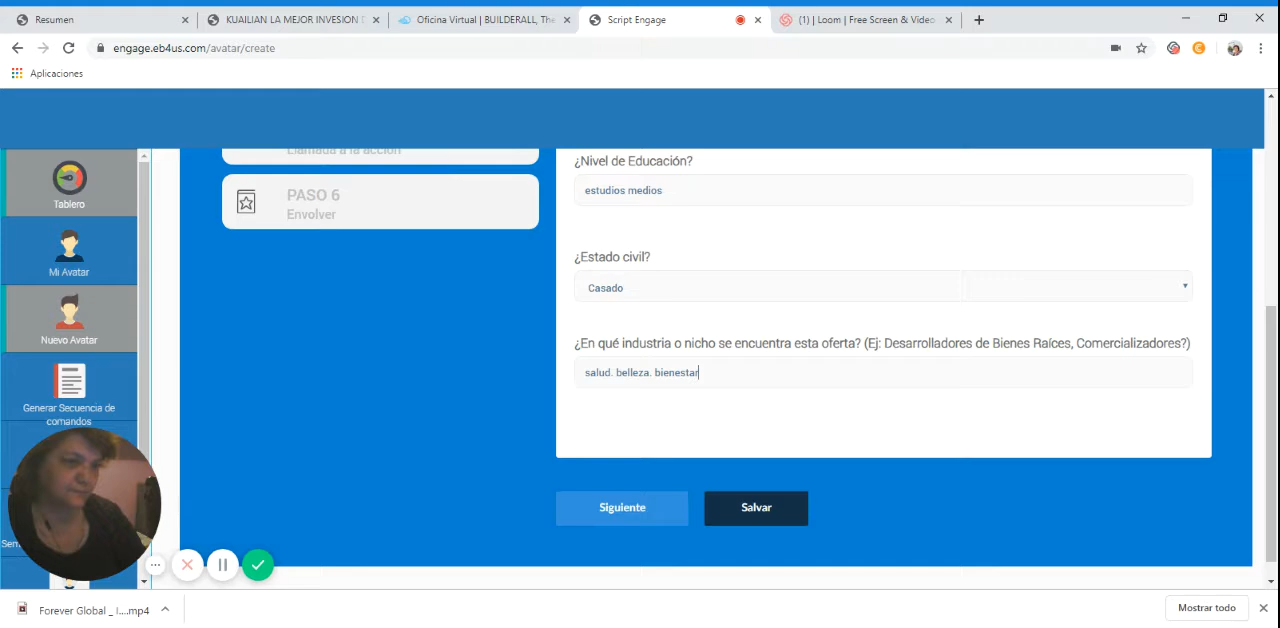 Resumen
KUAILIAN LA MEJOR INVESION
Oficina Virtual | BUILDERALL, The
Script Engage
(1) | Loom | Free Screen & Video
engage.eb4us.com/avatar/create
Aplicaciones
Tablero
Mi Avatar
Nuevo Avatar
Generar Secuencia de
comandos
Llamada a la acción
PASO 6
Envolver
¿Nivel de Educación?
estudios medios
¿Estado civil?
Casado
¿En qué industria o nicho se encuentra esta oferta? (Ej: Desarrolladores de Bienes Raíces, Comercializadores?)
salud. belleza. bienestar
Siguiente
Salvar
Forever Global _ I....mp4
Mostrar todo